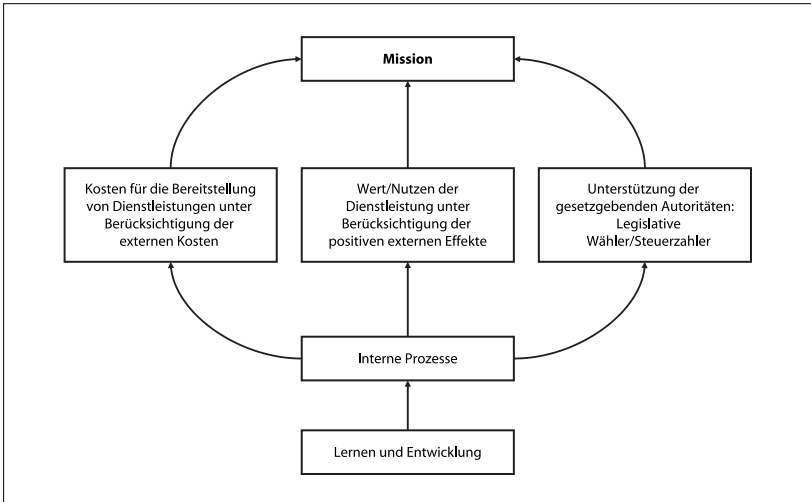 Mission
Kosten für die Bereitstellung
von Dienstleistungen unter
Berücksichtigung der
externen Kosten
Wert/Nutzen der
Dienstleistung unter
Berücksichtigung der
positiven externen Effekte
Unterstützung der
gesetzgebenden Autoritäten:
Legislative
Wähler/Steuerzahler
Interne Prozesse
Lernen und Entwicklung